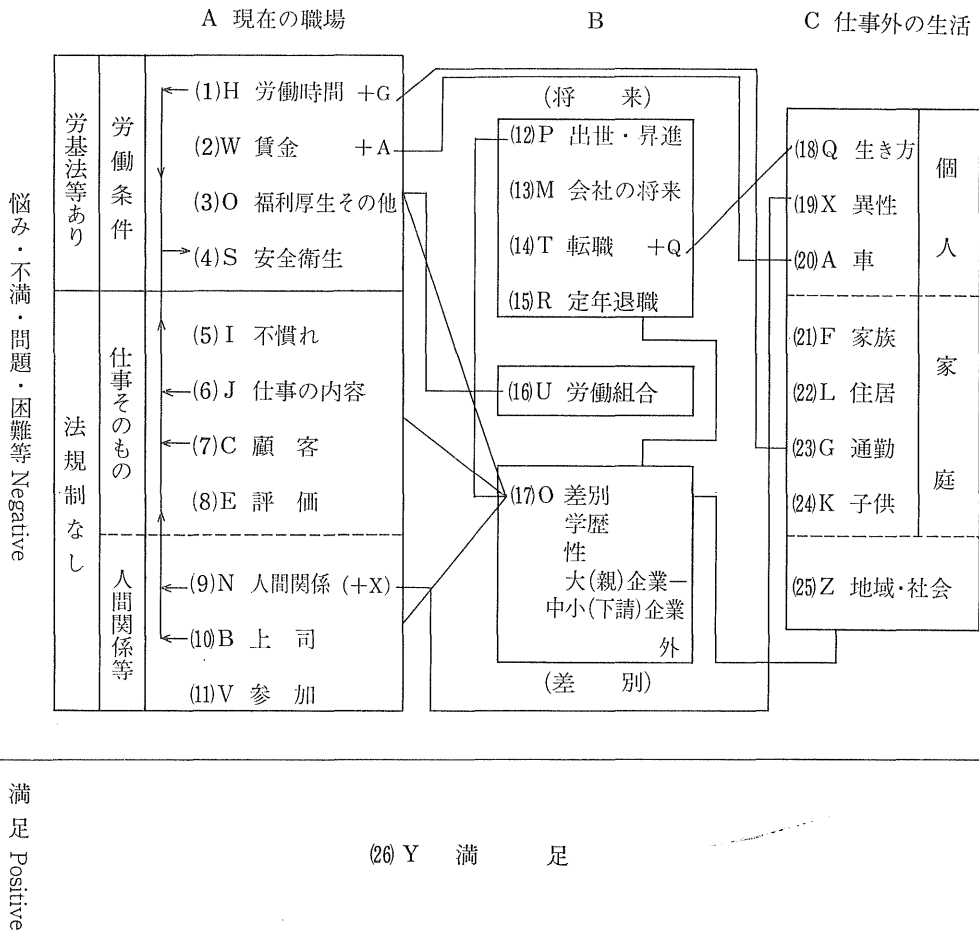 A 現在の職場
B
C 仕事外の生活
悩み・不満・問題・困難等 Negative
労基法等あり
法規制なし
労働条件
仕事そのもの
人間関係等
(1)H 労働時間 +G
(2)W 賃金 +A
(3)O 福利厚生その他
(4)S 安全衛生
(5)I 不慣れ
(6)J 仕事の内容
(7)C 顧客
(8)E 評価
(9)N 人間関係 (+X)
(10)B 上司
(11)V 参加
(将来)
(12)P 出世・昇進
(13)M 会社の将来
(14)T 転職 +Q
(15)R 定年退職
(16)U 労働組合
(17)O 差別
学歴
性
大(親)企業―
中小(下請)企業
外
(差別)
(18)Q 生き方
(19)X 異性
(20)A 車
(21)F 家族
(22)L 住居
(23)G 通勤
(24)K 子供
(25)Z 地域・社会
個人
家庭
満足 Positive
(26)Y 満足